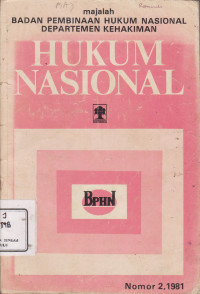 majalah
BADAN PEMBINAAN HUKUM NASIONAL
DEPARTEMEN KEHAKIMAN
HUKUM
NASIONAL
BPHN
Nomor 2, 1981